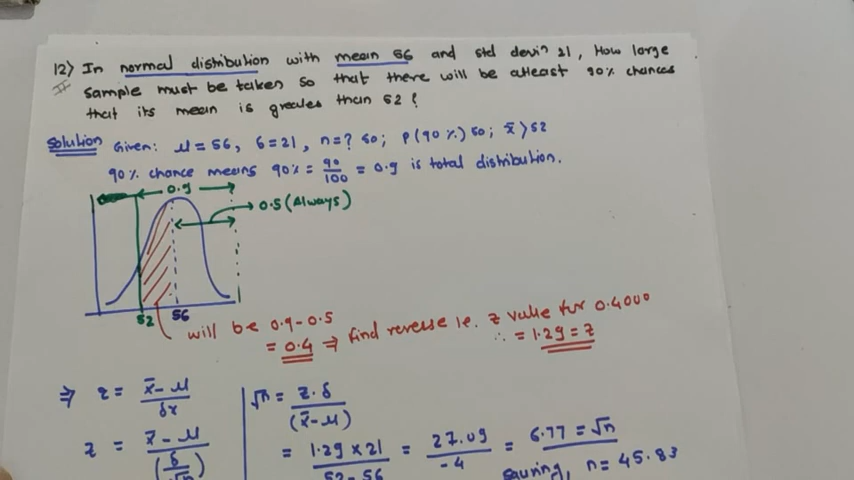 12) In normal distribution with mean 56 and std devin 21, How large
sample must be taken so that there will be atleast 90% chances
that its mean is greater than 52 ?
Solution Given: μ = 56, σ = 21, n = ? so; P(90%) so; x̄ > 52
90% chance means 90% = 90/100 = 0.9 is total distribution.
0.9
0.5 (Always)
52 56
will be 0.9 - 0.5
= 0.4 ⇒ find reverse i.e. z value for 0.4000
∴ = 1.29 = z
⇒ z = x̄ - μ / σx
z = x̄ - μ / (σ/√n)
√n = z.σ / (x̄ - μ)
= 1.29 x 21 / 52 - 56 = 27.09 / -4 = 6.77 = √n
n = 45.83